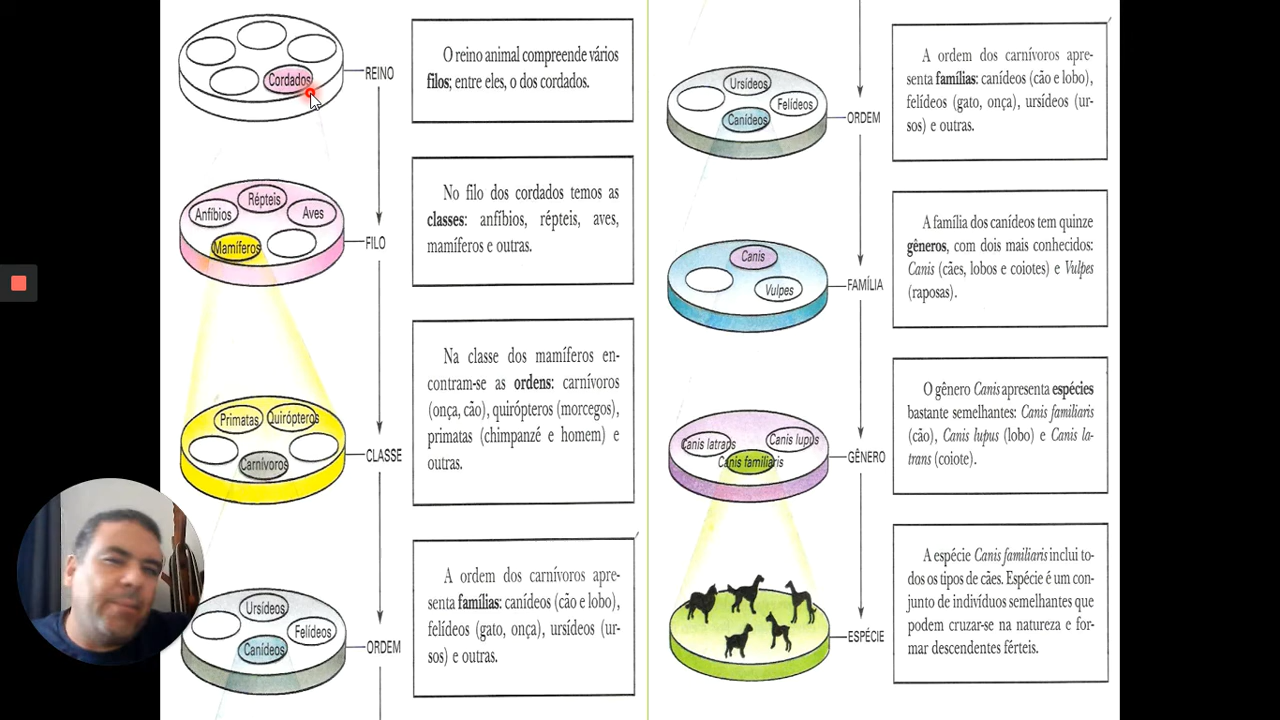 Cordados
REINO
O reino animal compreende vários
filos; entre eles, o dos cordados.
Répteis
Anfíbios
Aves
Mamíferos
FILO
No filo dos cordados temos as
classes: anfíbios, répteis, aves,
mamíferos e outras.
Primatas
Quirópteros
Carnívoros
CLASSE
Na classe dos mamíferos en-
contram-se as ordens: carnívoros
(onça, cão), quirópteros (morcegos),
primatas (chimpanzé e homem) e
outras.
Ursídeos
Felídeos
Canídeos
ORDEM
A ordem dos carnívoros apre-
senta famílias: canídeos (cão e lobo),
felídeos (gato, onça), ursídeos (ur-
sos) e outras.
Ursídeos
Felídeos
Canídeos
ORDEM
A ordem dos carnívoros apre-
senta famílias: canídeos (cão e lobo),
felídeos (gato, onça), ursídeos (ur-
sos) e outras.
Canis
Vulpes
FAMÍLIA
A família dos canídeos tem quinze
gêneros, com dois mais conhecidos:
Canis (cães, lobos e coiotes) e Vulpes
(raposas).
Canis latrans
Canis lupus
Canis familiaris
GÊNERO
O gênero Canis apresenta espécies
bastante semelhantes: Canis familiaris
(cão), Canis lupus (lobo) e Canis la-
trans (coiote).
ESPÉCIE
A espécie Canis familiaris inclui to-
dos os tipos de cães. Espécie é um con-
junto de indivíduos semelhantes que
podem cruzar-se na natureza e for-
mar descendentes férteis.